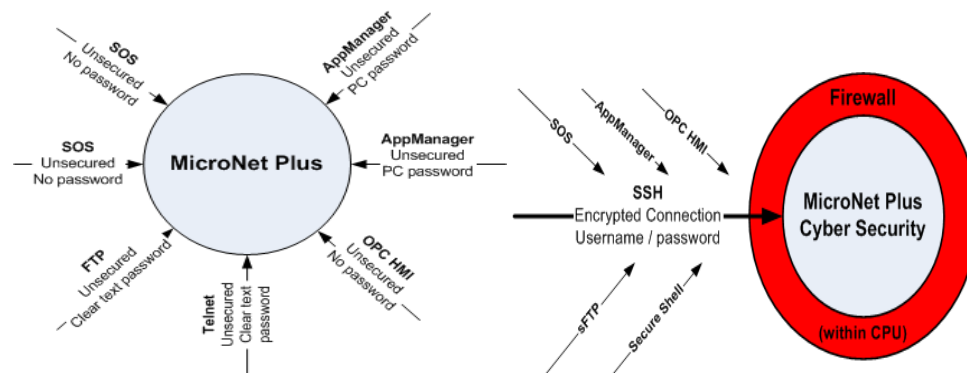 SOS
Unsecured
No password
AppManager
Unsecured
PC password
SOS
Unsecured
No password
MicroNet Plus
AppManager
Unsecured
PC password
FTP
Unsecured
Clear text password
Telnet
Unsecured
Clear text
password
OPC HMI
Unsecured
No password
SOS
AppManager
OPC HMI
SSH
Encrypted Connection
Username / password
sFTP
Secure Shell
Firewall
MicroNet Plus
Cyber Security
(within CPU)